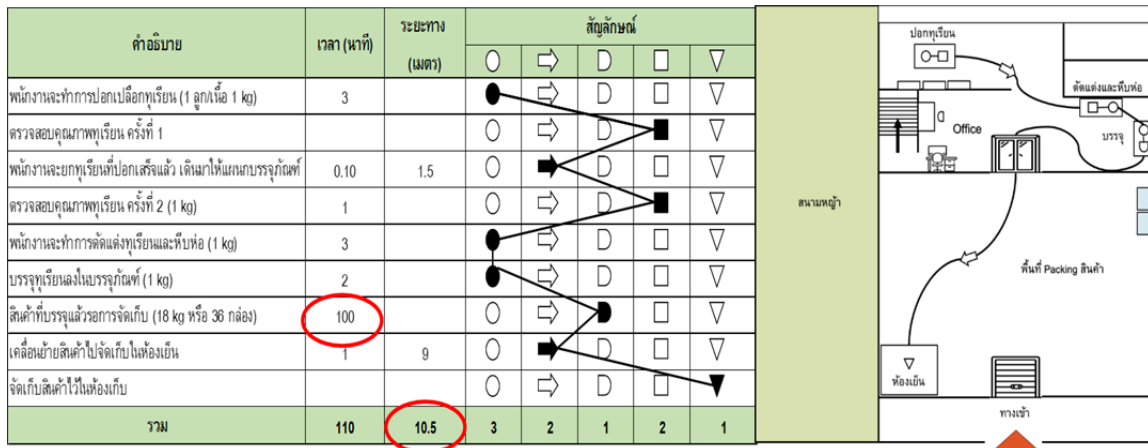 คำอธิบาย เวลา (นาที) ระยะทาง (เมตร) สัญลักษณ์
พนักงานจะทำการปอกเปลือกทุเรียน (1 ลูก/เนื้อ 1 kg) 3
ตรวจสอบคุณภาพทุเรียน ครั้งที่ 1
พนักงานจะยกทุเรียนที่ปอกเสร็จแล้ว เดินมาให้แผนกบรรจุภัณฑ์ 0.10 1.5
ตรวจสอบคุณภาพทุเรียน ครั้งที่ 2 (1 kg) 1
พนักงานจะทำการตัดแต่งทุเรียนและหีบห่อ (1 kg) 3
บรรจุทุเรียนลงในบรรจุภัณฑ์ (1 kg) 2
สินค้าที่บรรจุแล้วรอการจัดเก็บ (18 kg หรือ 36 กล่อง) 100
เคลื่อนย้ายสินค้าไปจัดเก็บในห้องเย็น 1 9
จัดเก็บสินค้าไว้ในห้องเก็บ
รวม 110 10.5 3 2 1 2 1
สนามหญ้า
ปอกทุเรียน
ตัดแต่งและหีบห่อ
บรรจุ
Office
พื้นที่ Packing สินค้า
ห้องเย็น
ทางเข้า